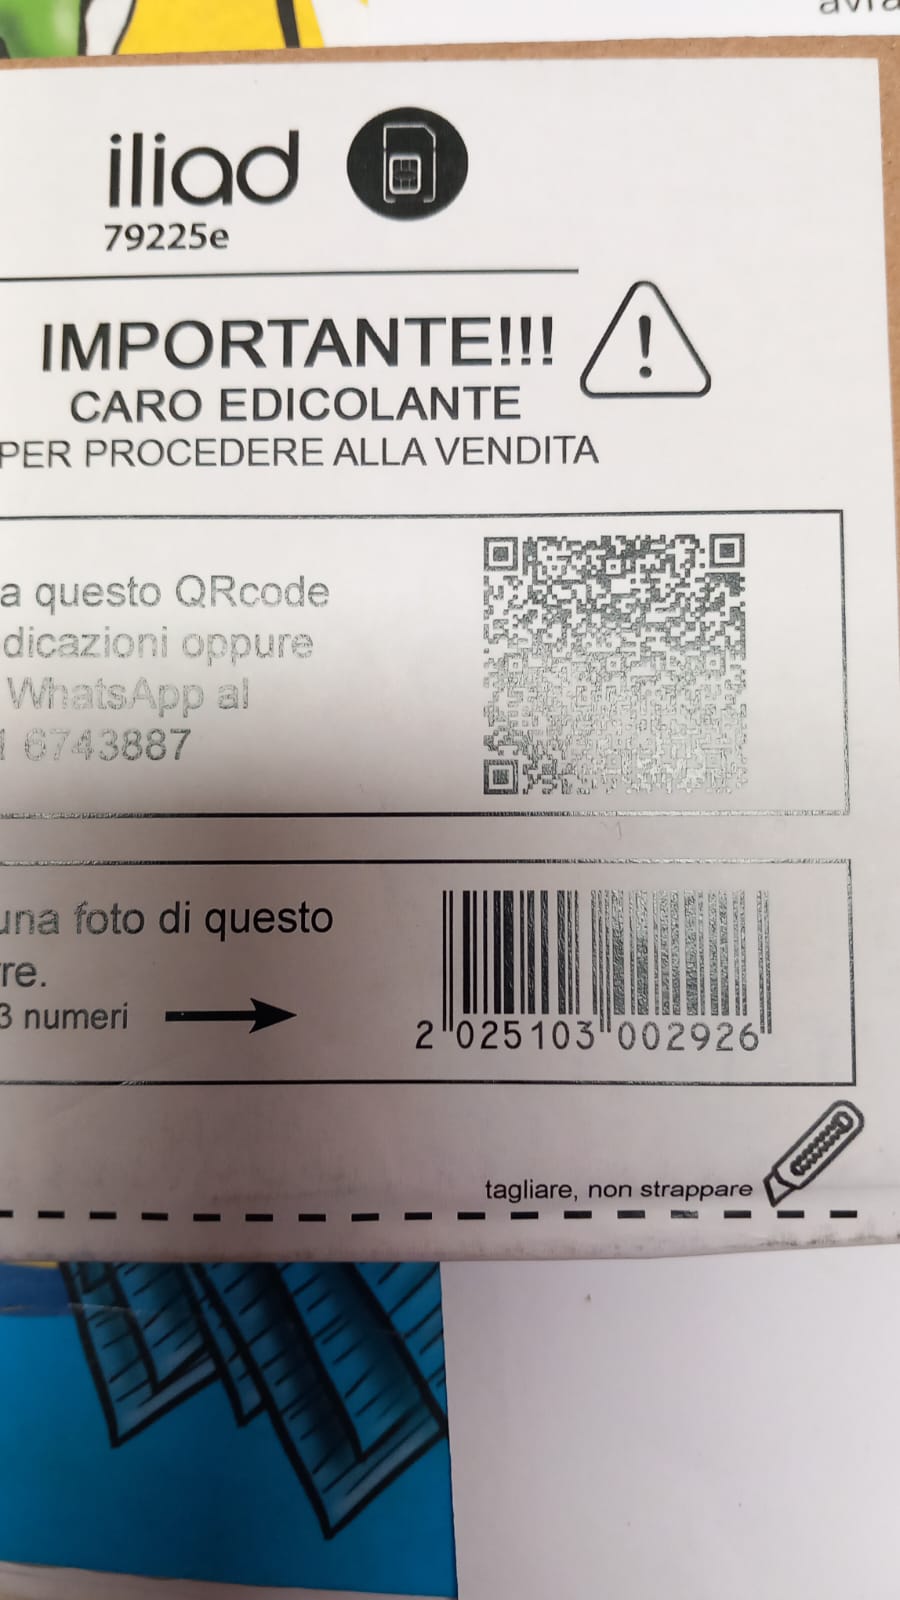 iliad
79225e
IMPORTANTE!!!
CARO EDICOLANTE
PER PROCEDERE ALLA VENDITA
a questo QRcode
dicazioni oppure
WhatsApp al
6743887
una foto di questo
re.
3 numeri
2 025103 002926
tagliare, non strappare